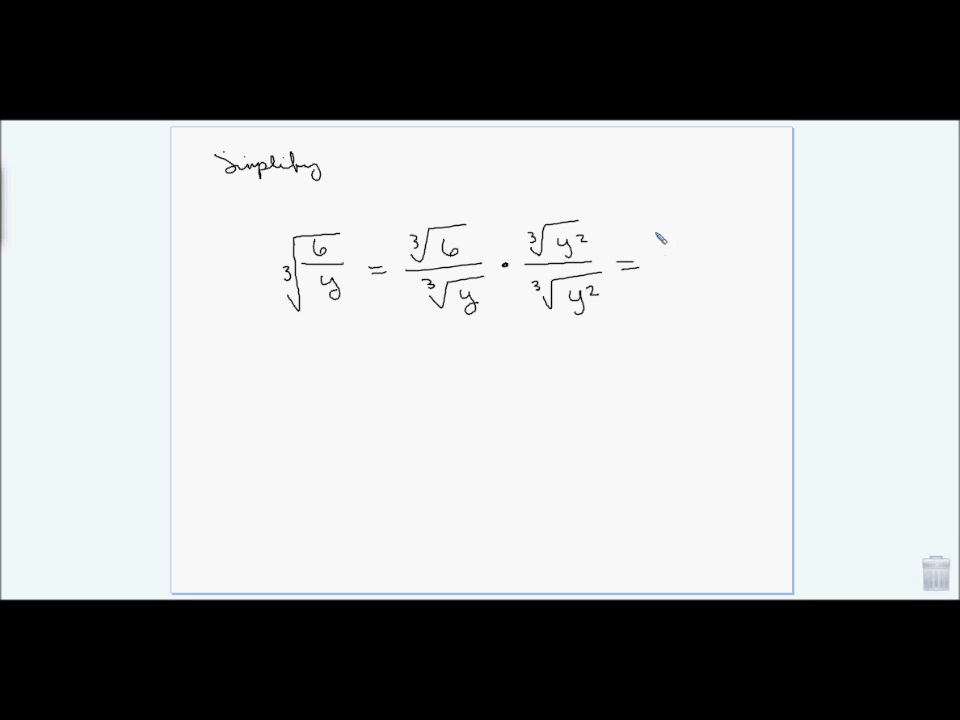 Simplify
∛(6/y) = ∛6/∛y · ∛y²/∛y² =